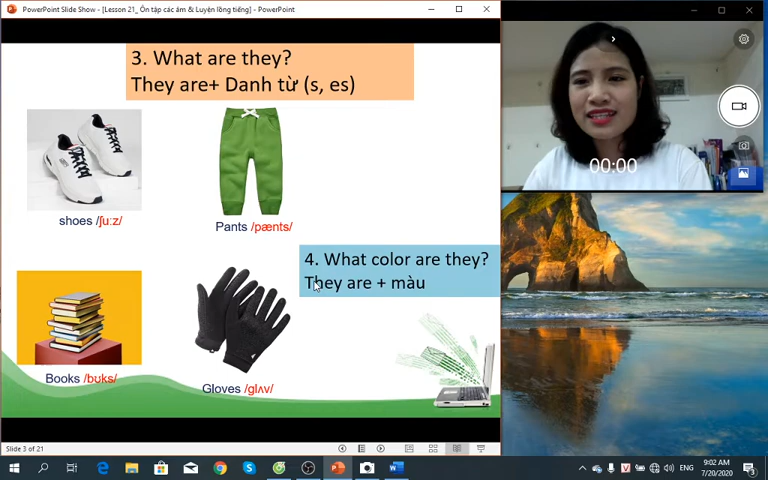 PowerPoint Slide Show - [Lesson 21_ Ôn tập các âm & Luyện lồng tiếng] - PowerPoint
3. What are they?
They are+ Danh từ (s, es)
shoes /ʃuːz/
Pants /pænts/
4. What color are they?
They are + màu
Books /bʊks/
Gloves /glʌv/
00:00
Slide 3 of 21
ENG
9:02 AM
7/20/2020